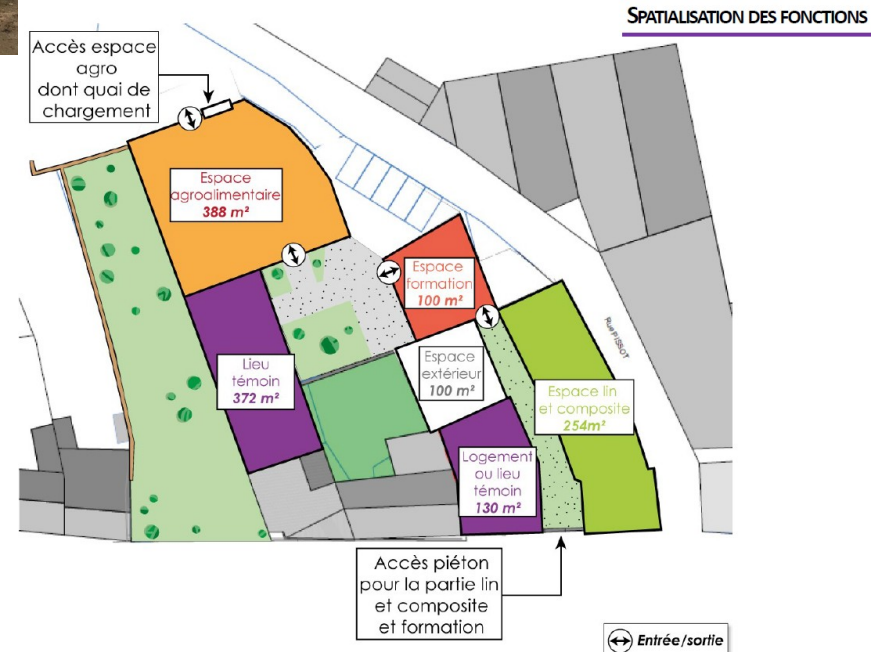 SPATIALISATION DES FONCTIONS
Accès espace
agro
dont quai de
chargement
Espace
agroalimentaire
388 m²
Espace
formation
100 m²
Rue PISSOT
Lieu
témoin
372 m²
Espace
extérieur
100 m²
Espace lin
et composite
254m²
Logement
ou lieu
témoin
130 m²
Accès piéton
pour la partie lin
et composite
et formation
Entrée/sortie